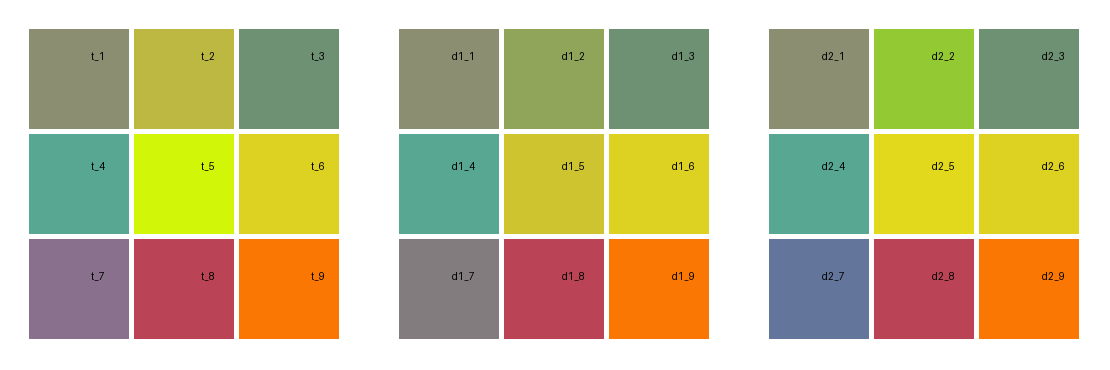 t_1 t_2 t_3 d1_1 d1_2 d1_3 d2_1 d2_2 d2_3
t_4 t_5 t_6 d1_4 d1_5 d1_6 d2_4 d2_5 d2_6
t_7 t_8 t_9 d1_7 d1_8 d1_9 d2_7 d2_8 d2_9